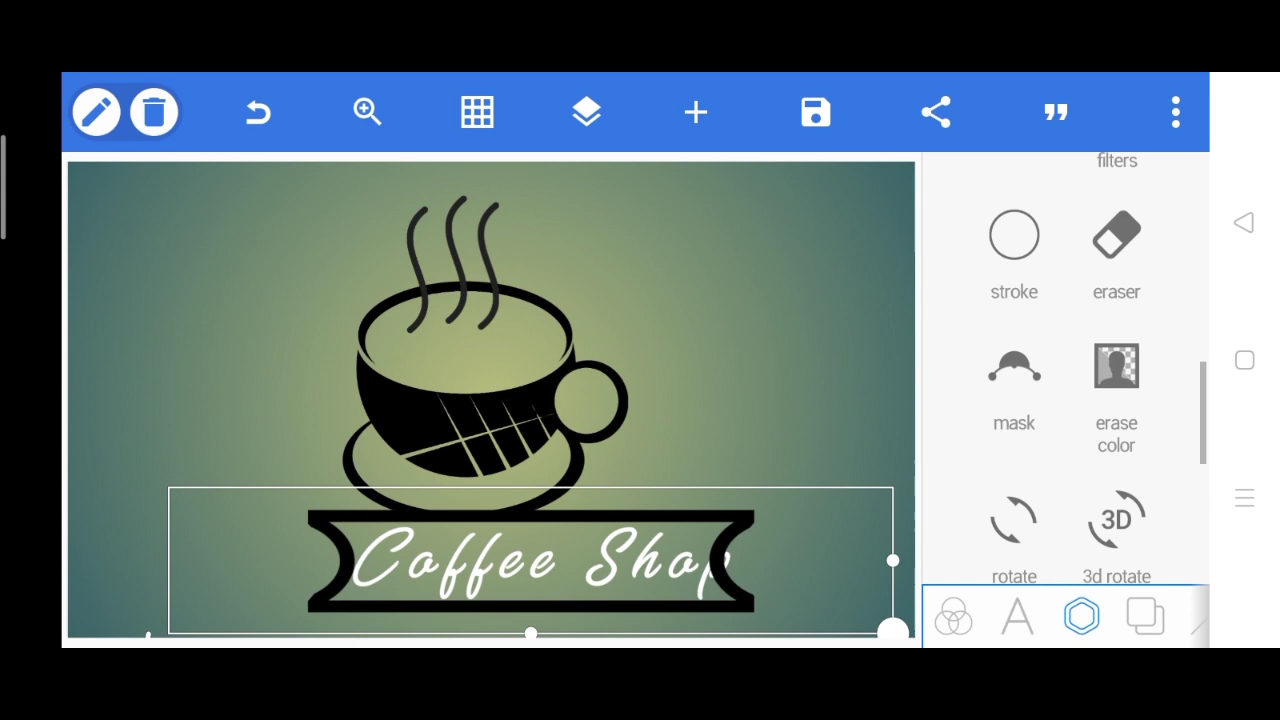 filters
stroke
eraser
mask
erase
color
rotate
3D
3d rotate
Coffee Shop